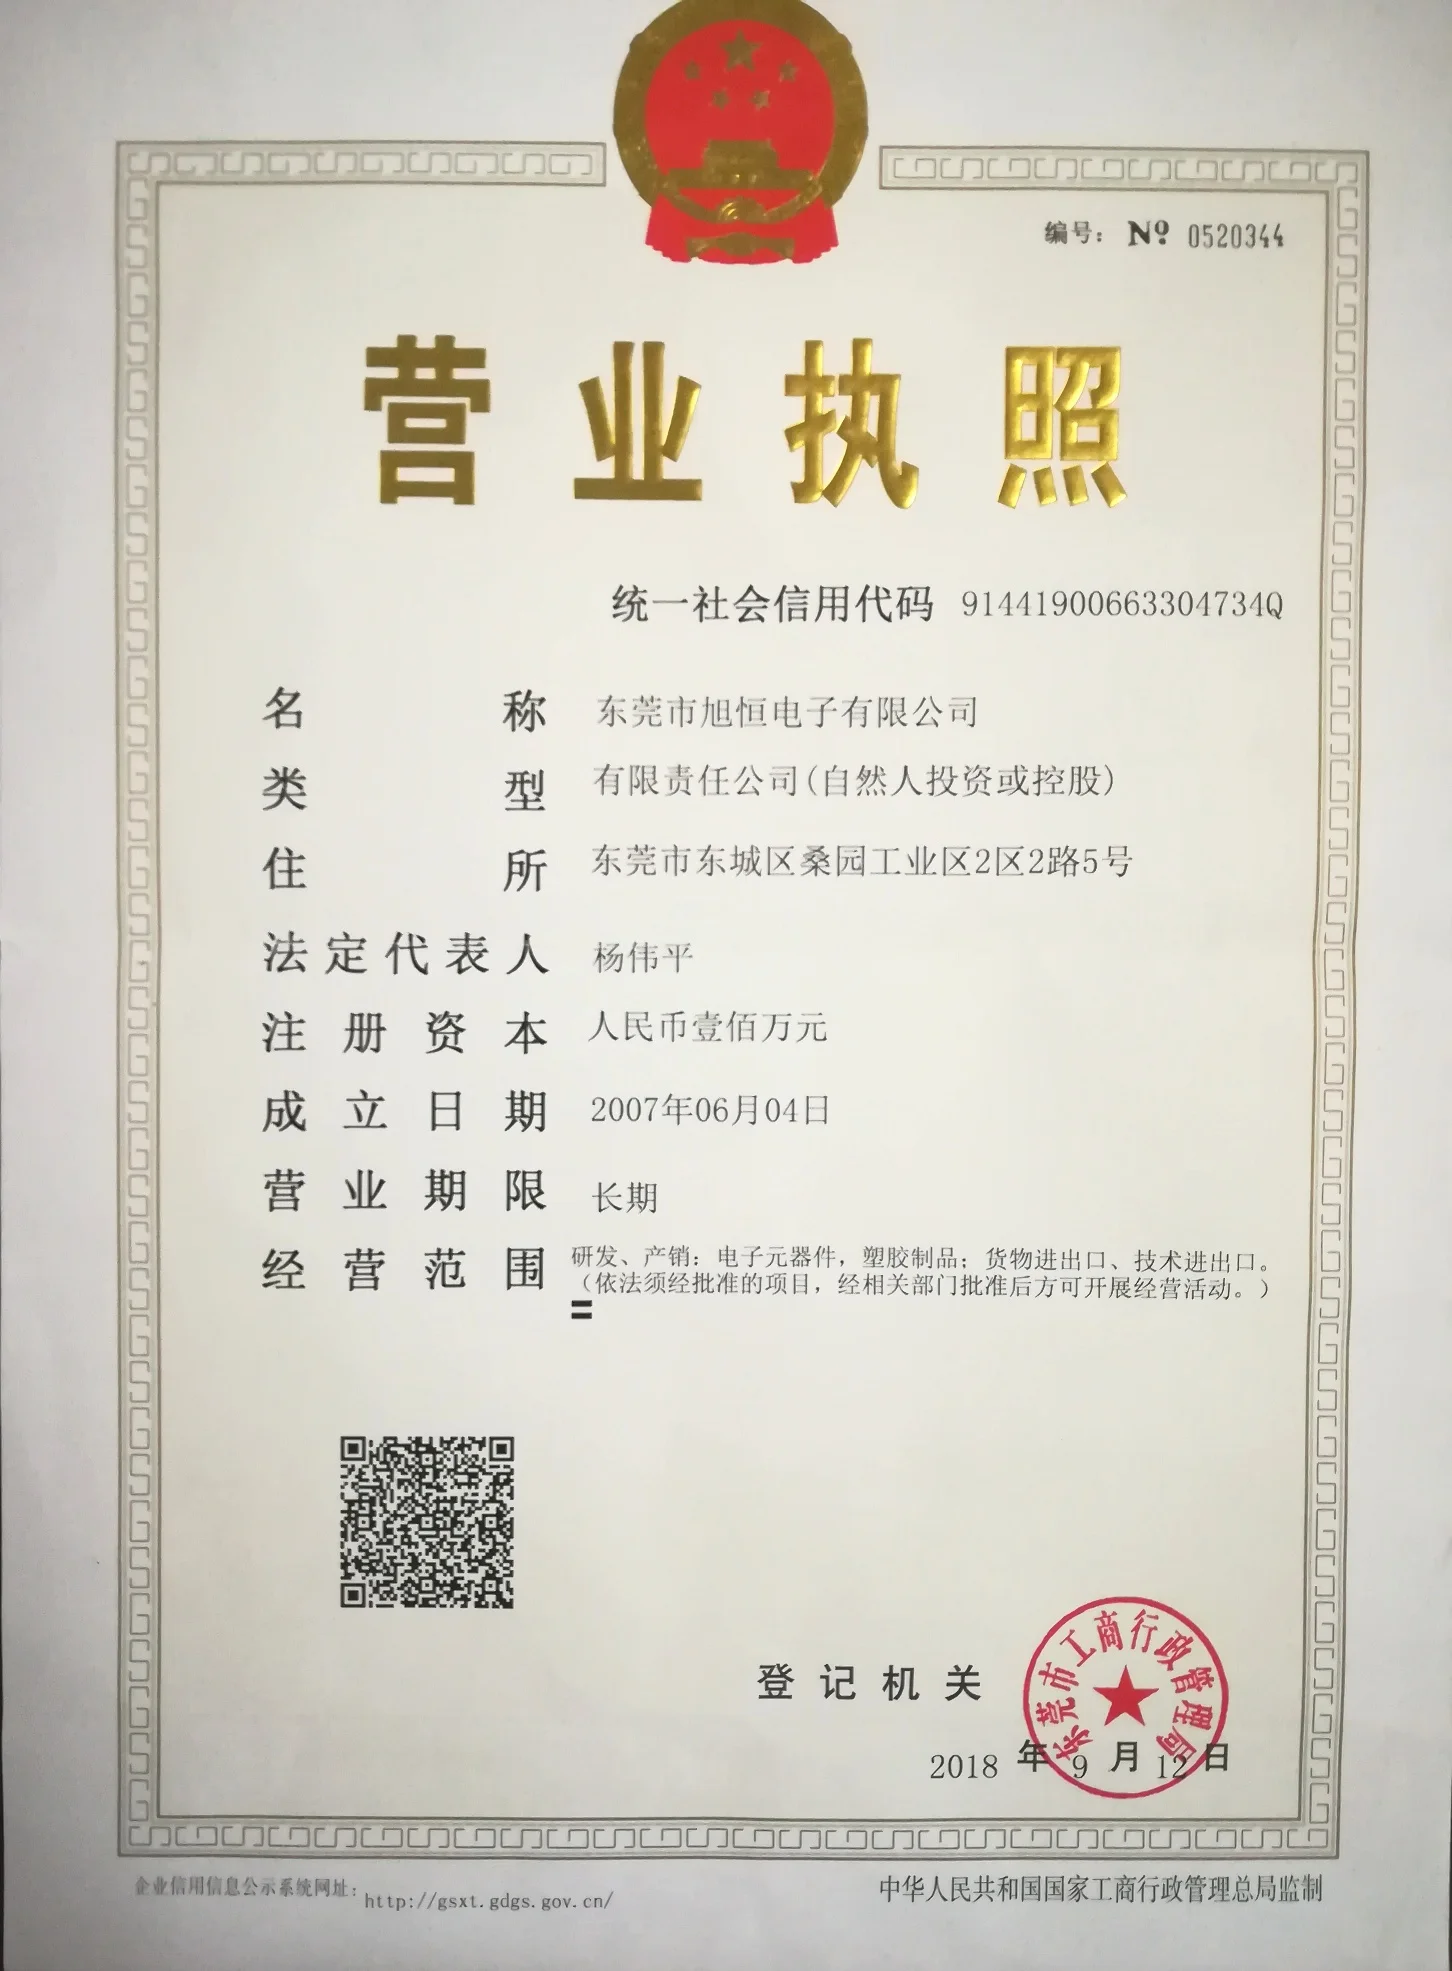 编号: № 0520344
营业执照
统一社会信用代码 91441900663304734Q
名称 东莞市旭恒电子有限公司
类型 有限责任公司(自然人投资或控股)
住所 东莞市东城区桑园工业区2区2路5号
法定代表人 杨伟平
注册资本 人民币壹佰万元
成立日期 2007年06月04日
营业期限 长期
经营范围 研发、产销：电子元器件，塑胶制品；货物进出口、技术进出口。
（依法须经批准的项目，经相关部门批准后方可开展经营活动。）
〓
登记机关
东莞市工商行政管理局
2018 年 9 月 12 日
企业信用信息公示系统网址: http://gsxt.gdgs.gov.cn/
中华人民共和国国家工商行政管理总局监制